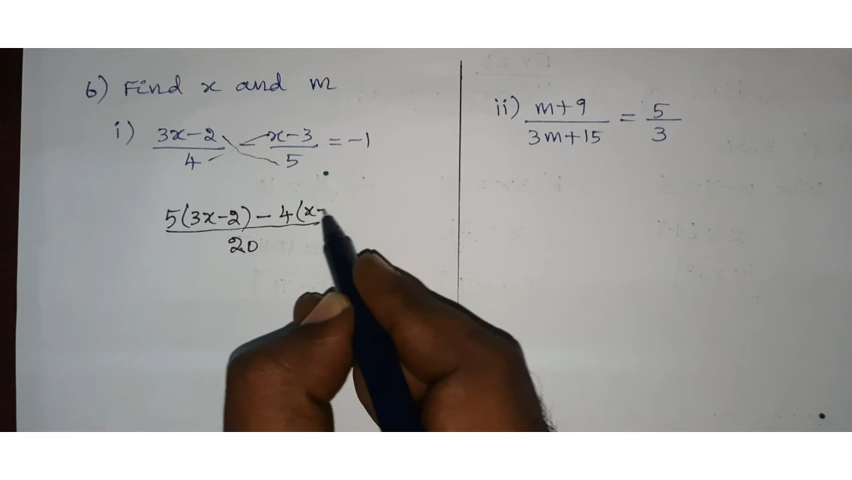 6) Find x and m
i) (3x-2)/4 - (x-3)/5 = -1
5(3x-2) - 4(x-
20
ii) (m+9)/(3m+15) = 5/3